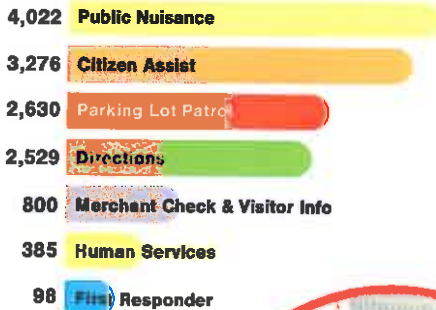 4,022 Public Nuisance
3,276 Citizen Assist
2,630 Parking Lot Patrol
2,529 Directions
800 Merchant Check & Visitor Info
385 Human Services
98 First Responder